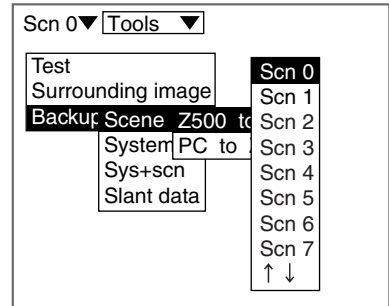 Scn 0▼ Tools ▼
Test
Surrounding image
Backup
Scene
System
Sys+scn
Slant data
Z500 to
PC to
Scn 0
Scn 1
Scn 2
Scn 3
Scn 4
Scn 5
Scn 6
Scn 7
↑ ↓